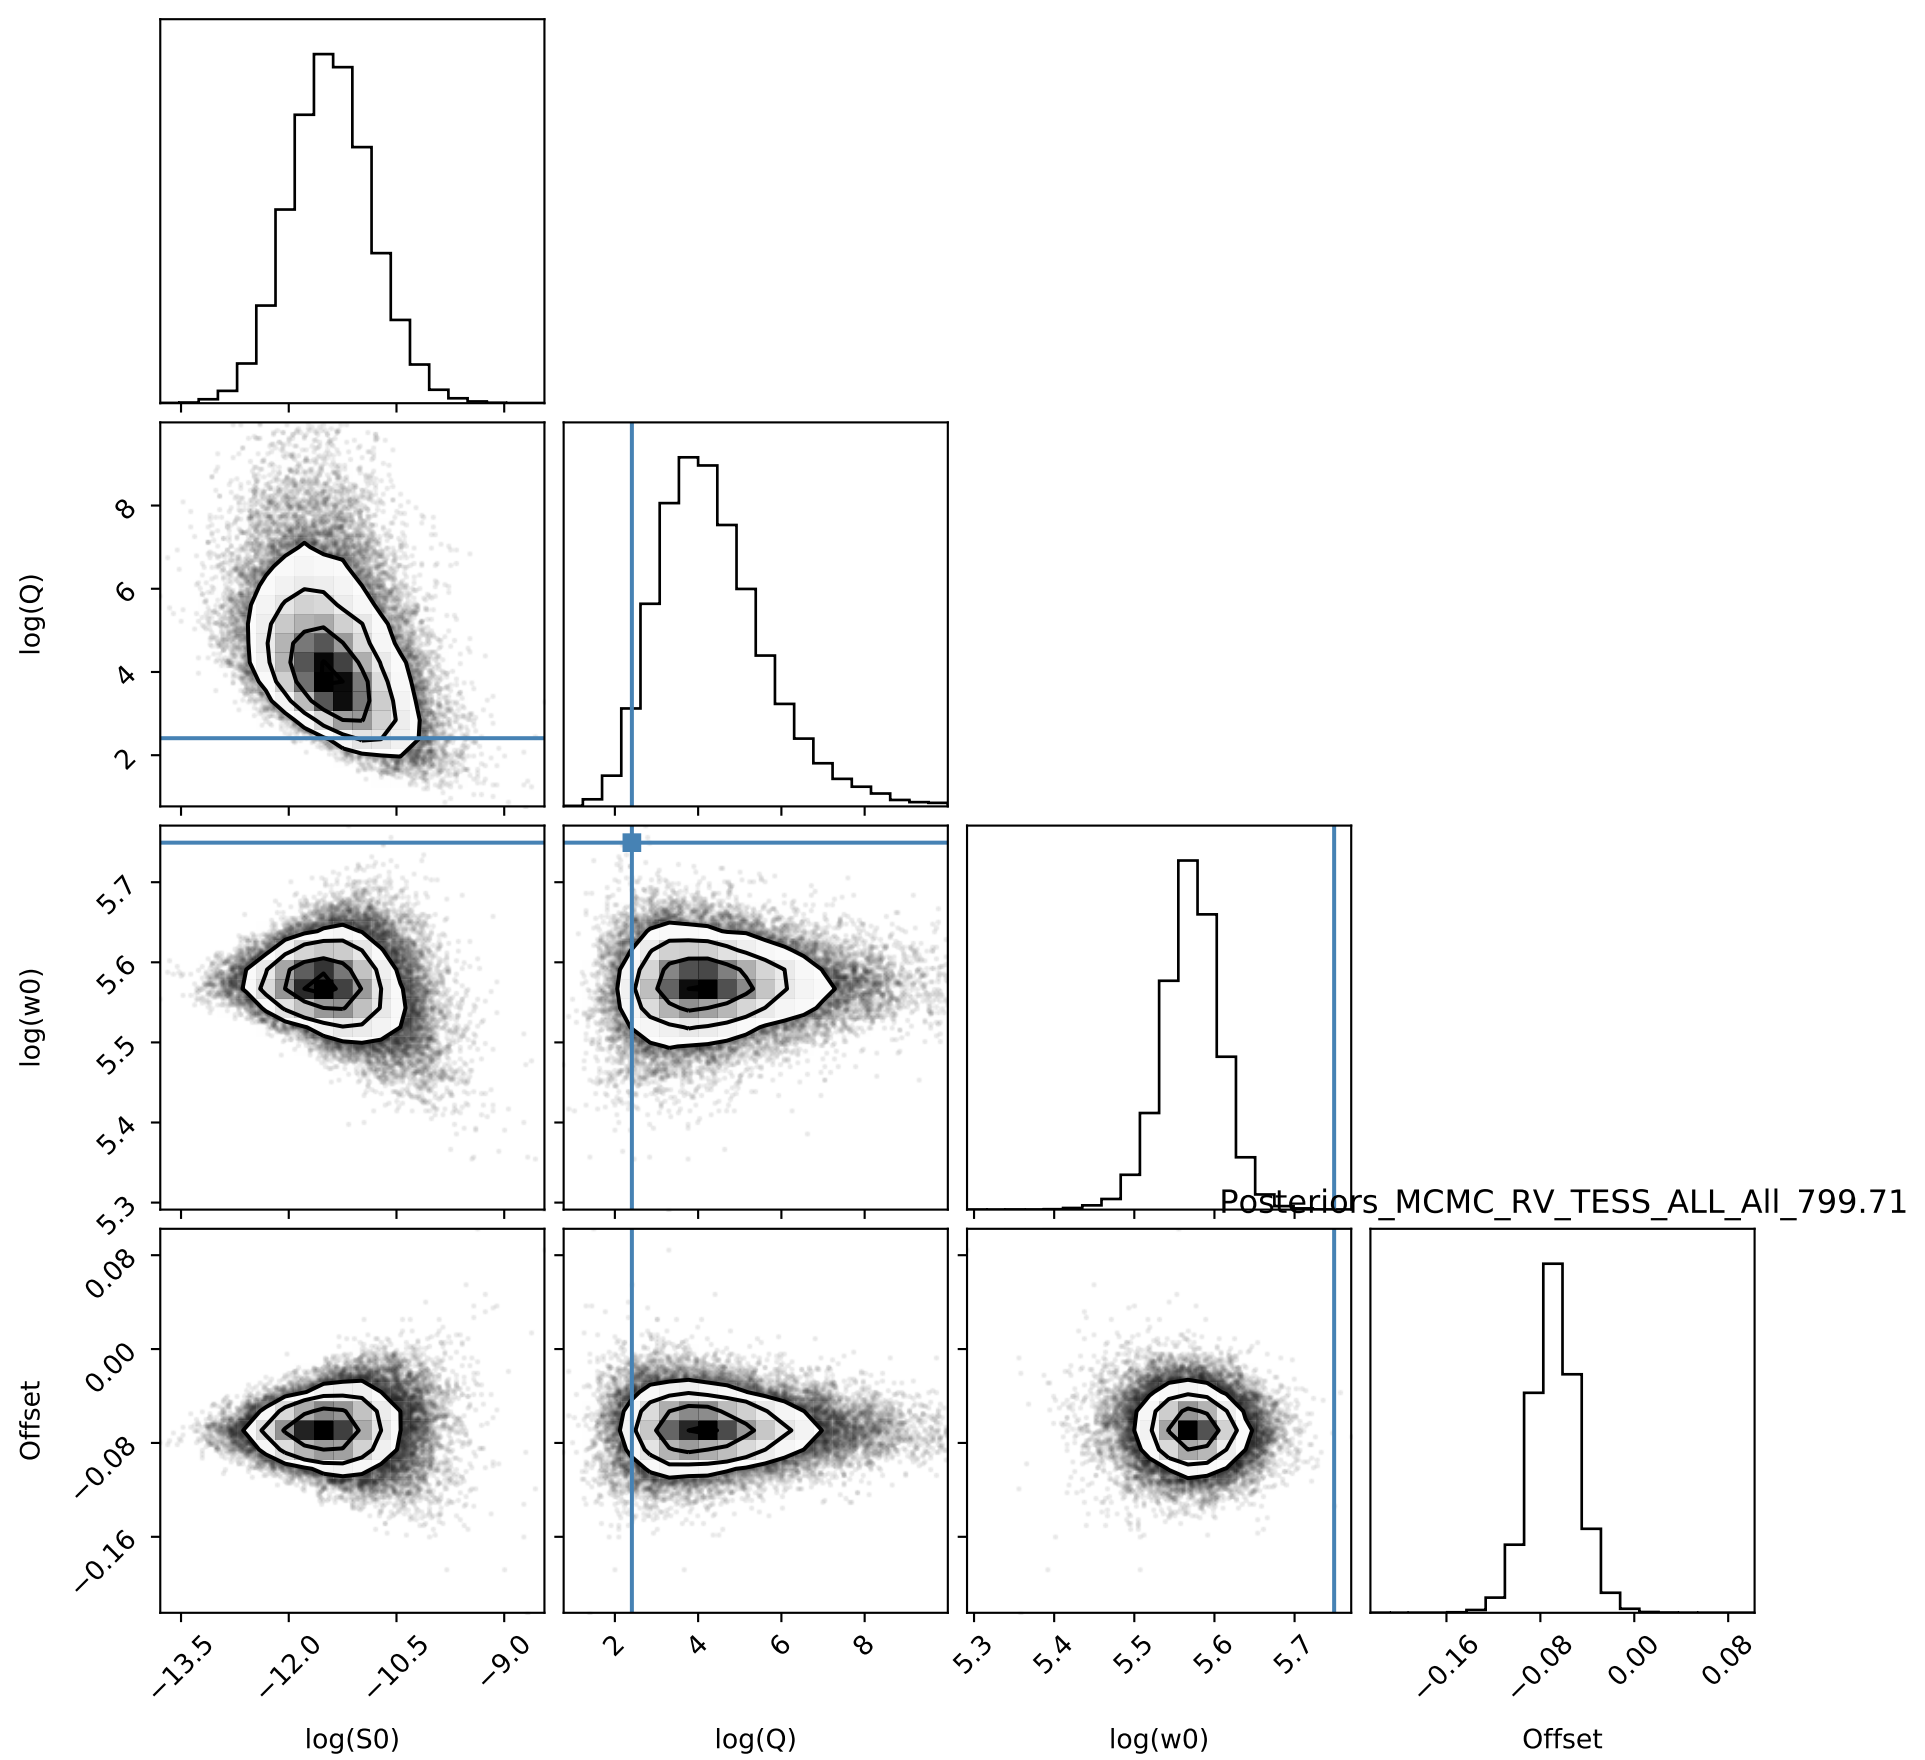 log(Q)
8
6
4
2
log(w0)
5.7
5.6
5.5
5.4
5.3
Posteriors_MCMC_RV_TESS_ALL_All_799.71
Offset
0.08
0.00
−0.08
−0.16
−13.5 −12.0 −10.5 −9.0
2 4 6 8
5.3 5.4 5.5 5.6 5.7
−0.16 −0.08 0.00 0.08
log(S0) log(Q) log(w0) Offset